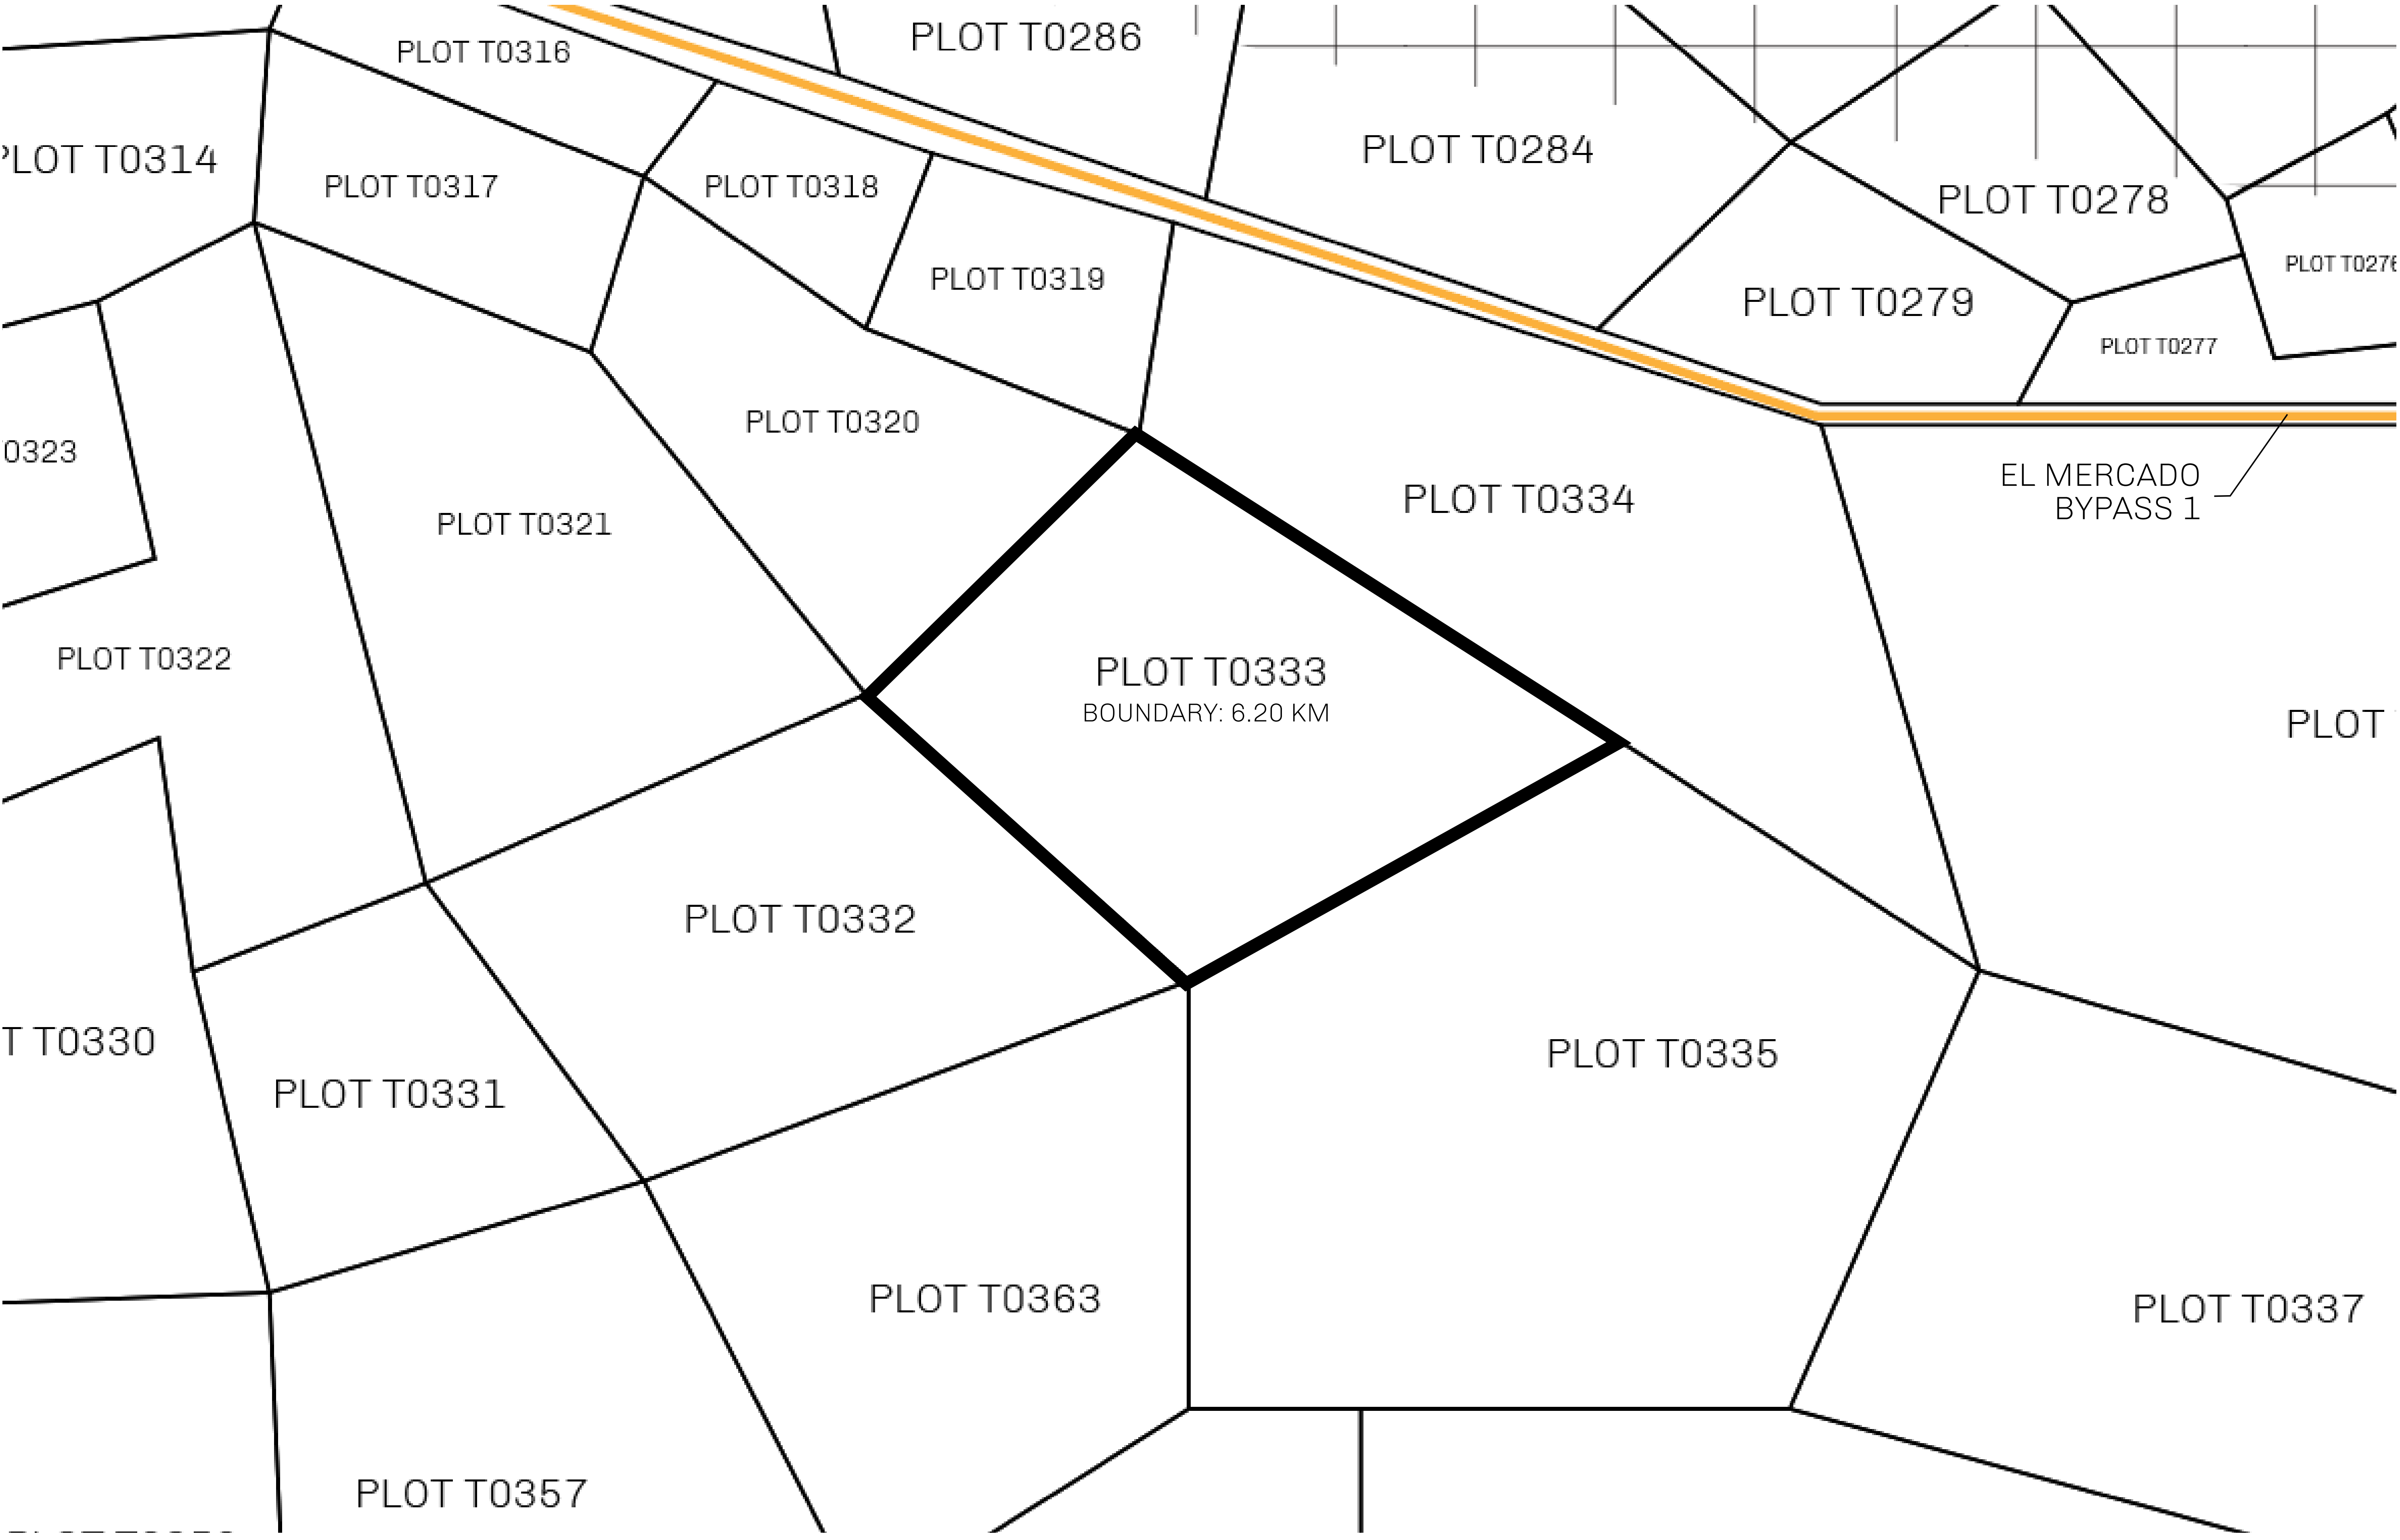 PLOT T0316
PLOT T0286
PLOT T0314
PLOT T0317
PLOT T0318
PLOT T0284
PLOT T0278
PLOT T0319
PLOT T0279
PLOT T0276
PLOT T0277
0323
PLOT T0320
PLOT T0321
PLOT T0334
EL MERCADO
BYPASS 1
PLOT T0322
PLOT T0333
BOUNDARY: 6.20 KM
PLOT
PLOT T0332
T T0330
PLOT T0331
PLOT T0335
PLOT T0363
PLOT T0337
PLOT T0357